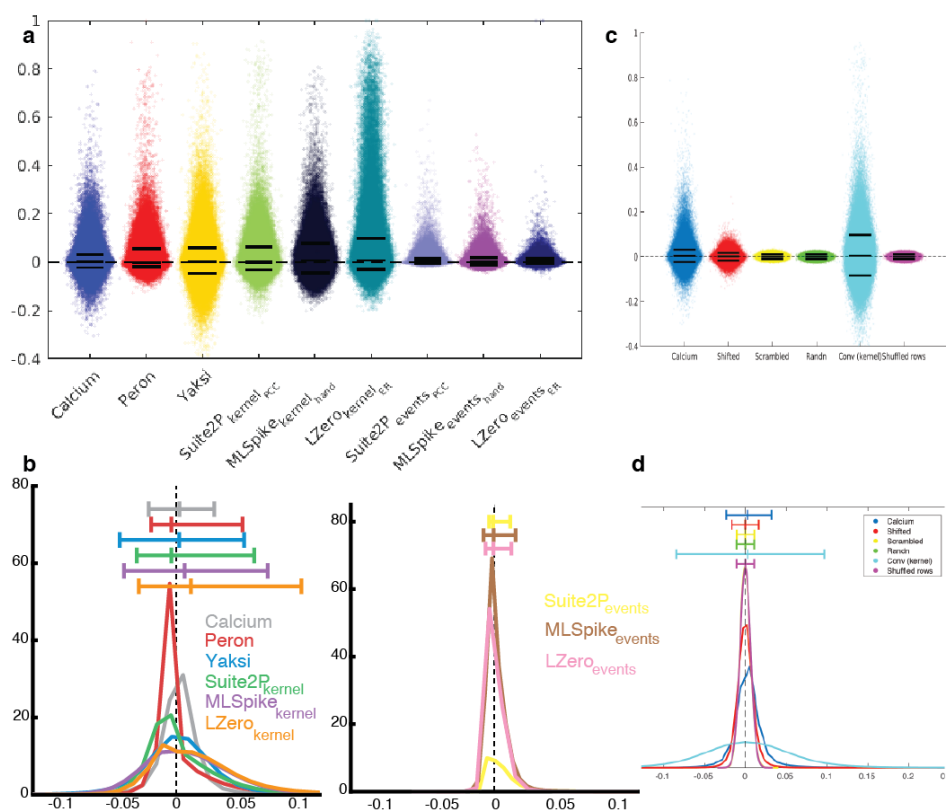 a
1
0.8
0.6
0.4
0.2
0
-0.2
-0.4
Calcium
Peron
Yaksi
Suite2P kernel PCC
MLSpike kernel hand
LZero kernel ER
Suite2P events PCC
MLSpike events hand
LZero events ER
c
1
0.8
0.6
0.4
0.2
0
-0.2
-0.4
Calcium
Shifted
Scrambled
Randn
Conv (kernel)
Shuffled rows
b
80
60
40
20
0
-0.1
-0.05
0
0.05
0.1
Calcium
Peron
Yaksi
Suite2P kernel
MLSpike kernel
LZero kernel
80
60
40
20
0
-0.1
-0.05
0
0.05
0.1
Suite2P events
MLSpike events
LZero events
d
Calcium
Shifted
Scrambled
Randn
Conv (kernel)
Shuffled rows
-0.1
-0.05
0
0.05
0.1
0.15
0.2